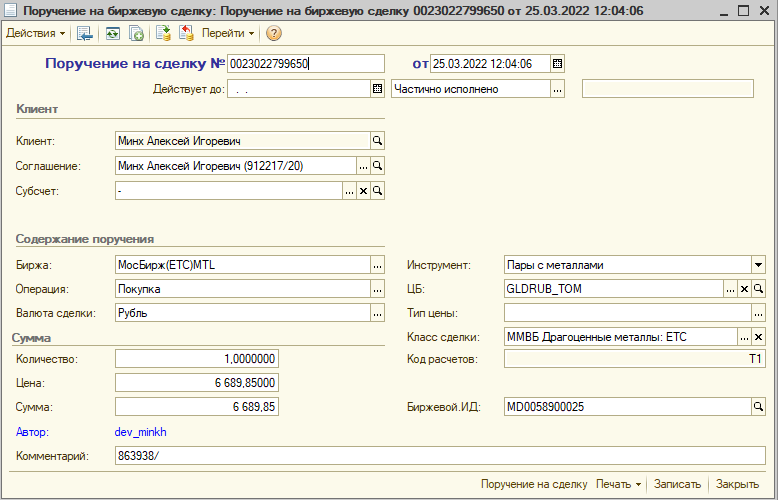 Поручение на биржевую сделку: Поручение на биржевую сделку 0023022799650 от 25.03.2022 12:04:06
Действия Перейти
Поручение на сделку № 0023022799650 от 25.03.2022 12:04:06
Действует до: . . Частично исполнено
Клиент
Клиент: Минх Алексей Игоревич
Соглашение: Минх Алексей Игоревич (912217/20)
Субсчет: -
Содержание поручения
Биржа: МосБирж(ETC)MTL Инструмент: Пары с металлами
Операция: Покупка ЦБ: GLDRUB_TOM
Валюта сделки: Рубль Тип цены:
Сумма Класс сделки: ММВБ Драгоценные металлы: ЕТС
Количество: 1,0000000 Код расчетов: T1
Цена: 6 689,85000
Сумма: 6 689,85 Биржевой.ИД: MD0058900025
Автор: dev_minkh
Комментарий: 863938/
Поручение на сделку Печать Записать Закрыть